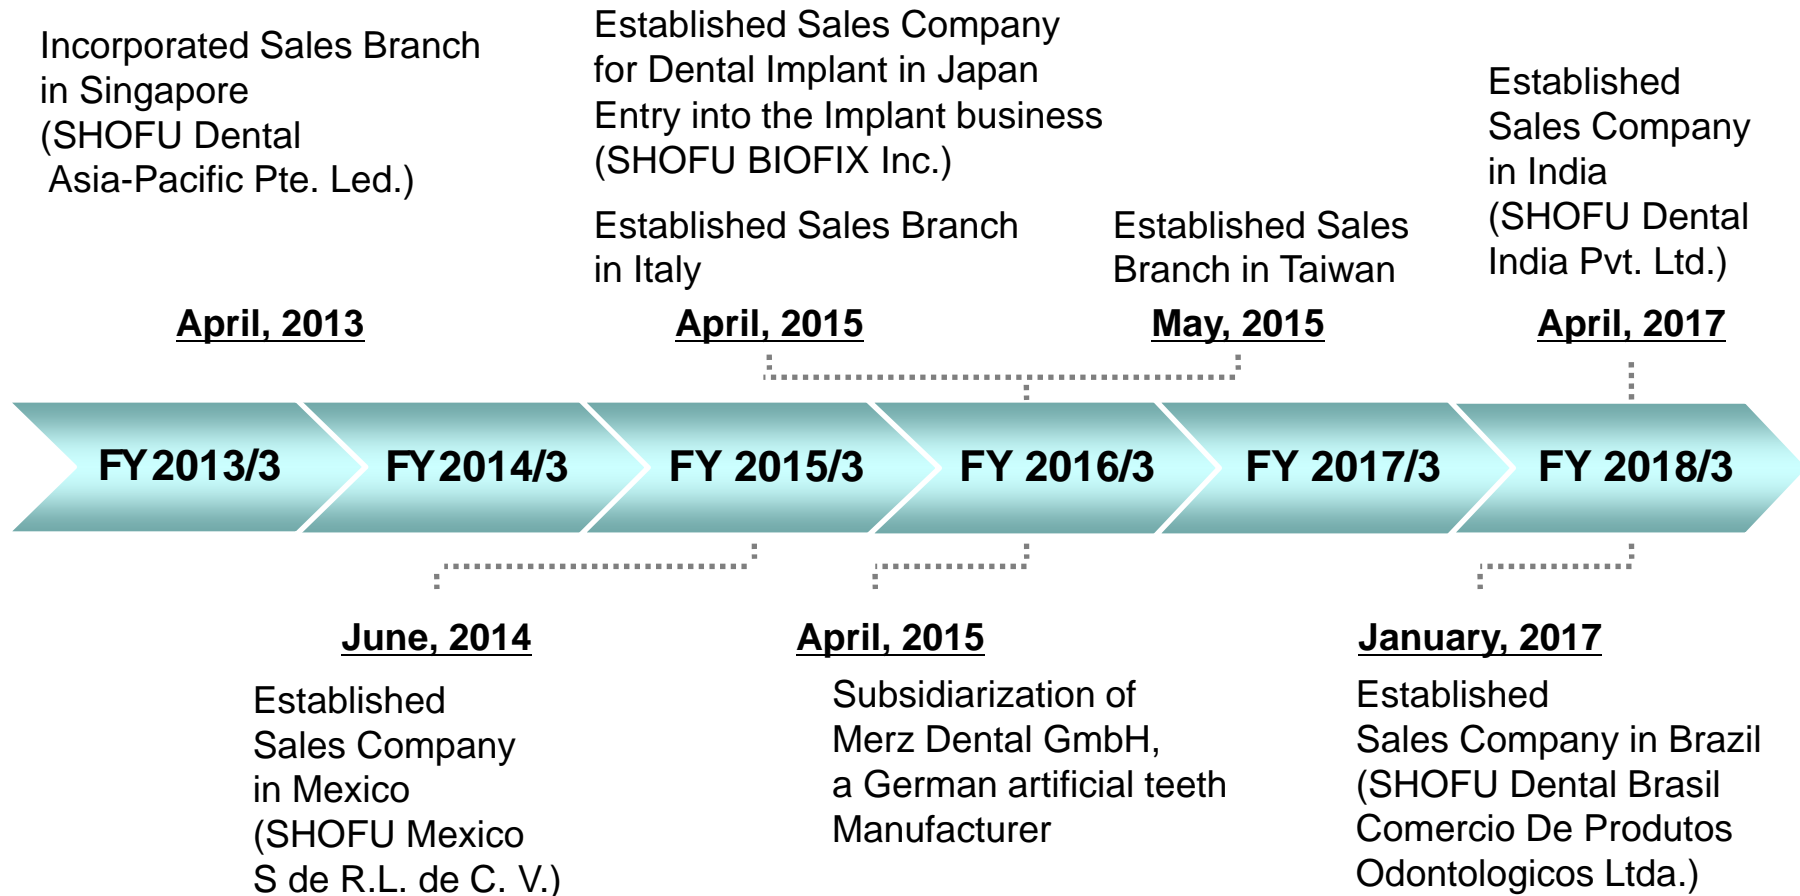 Incorporated Sales Branch
in Singapore
(SHOFU Dental
Asia-Pacific Pte. Led.)
April, 2013
Established Sales Company
for Dental Implant in Japan
Entry into the Implant business
(SHOFU BIOFIX Inc.)
Established Sales Branch
in Italy
April, 2015
Established Sales
Branch in Taiwan
May, 2015
Established
Sales Company
in India
(SHOFU Dental
India Pvt. Ltd.)
April, 2017
FY 2013/3
FY 2014/3
FY 2015/3
FY 2016/3
FY 2017/3
FY 2018/3
June, 2014
Established
Sales Company
in Mexico
(SHOFU Mexico
S de R.L. de C. V.)
April, 2015
Subsidiarization of
Merz Dental GmbH,
a German artificial teeth
Manufacturer
January, 2017
Established
Sales Company in Brazil
(SHOFU Dental Brasil
Comercio De Produtos
Odontologicos Ltda.)